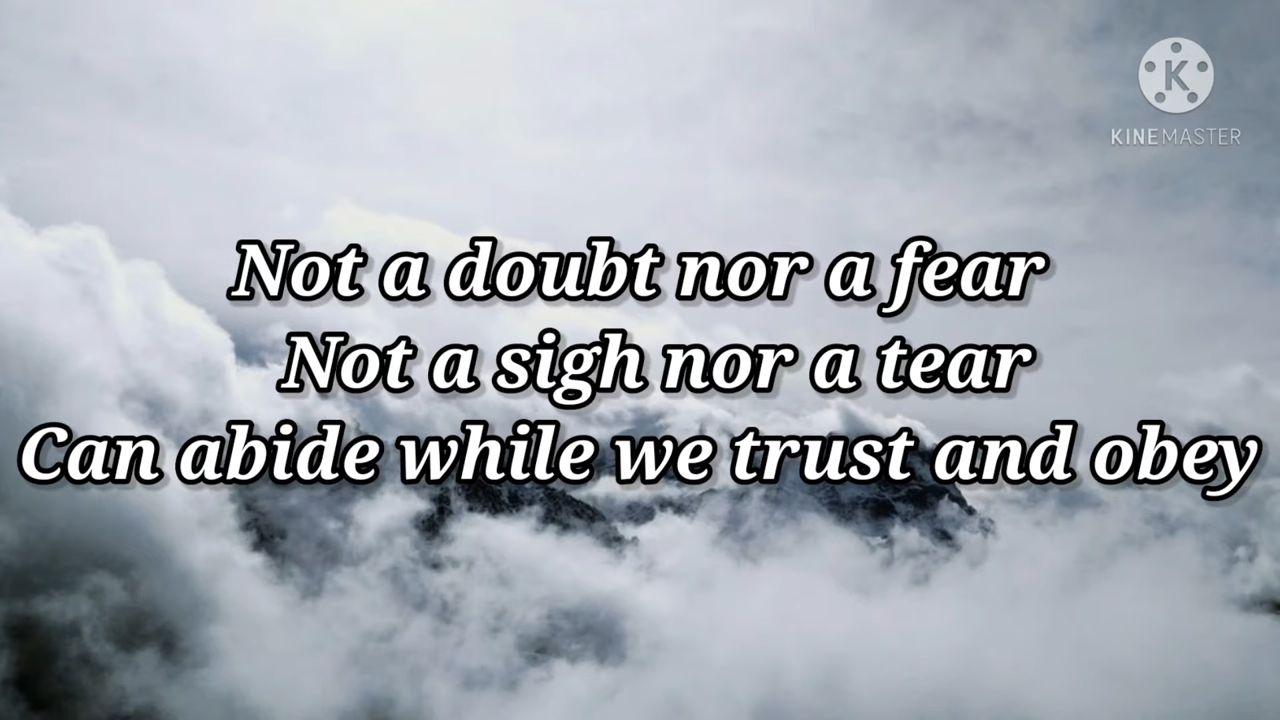 K
KINEMASTER
Not a doubt nor a fear
Not a sigh nor a tear
Can abide while we trust and obey